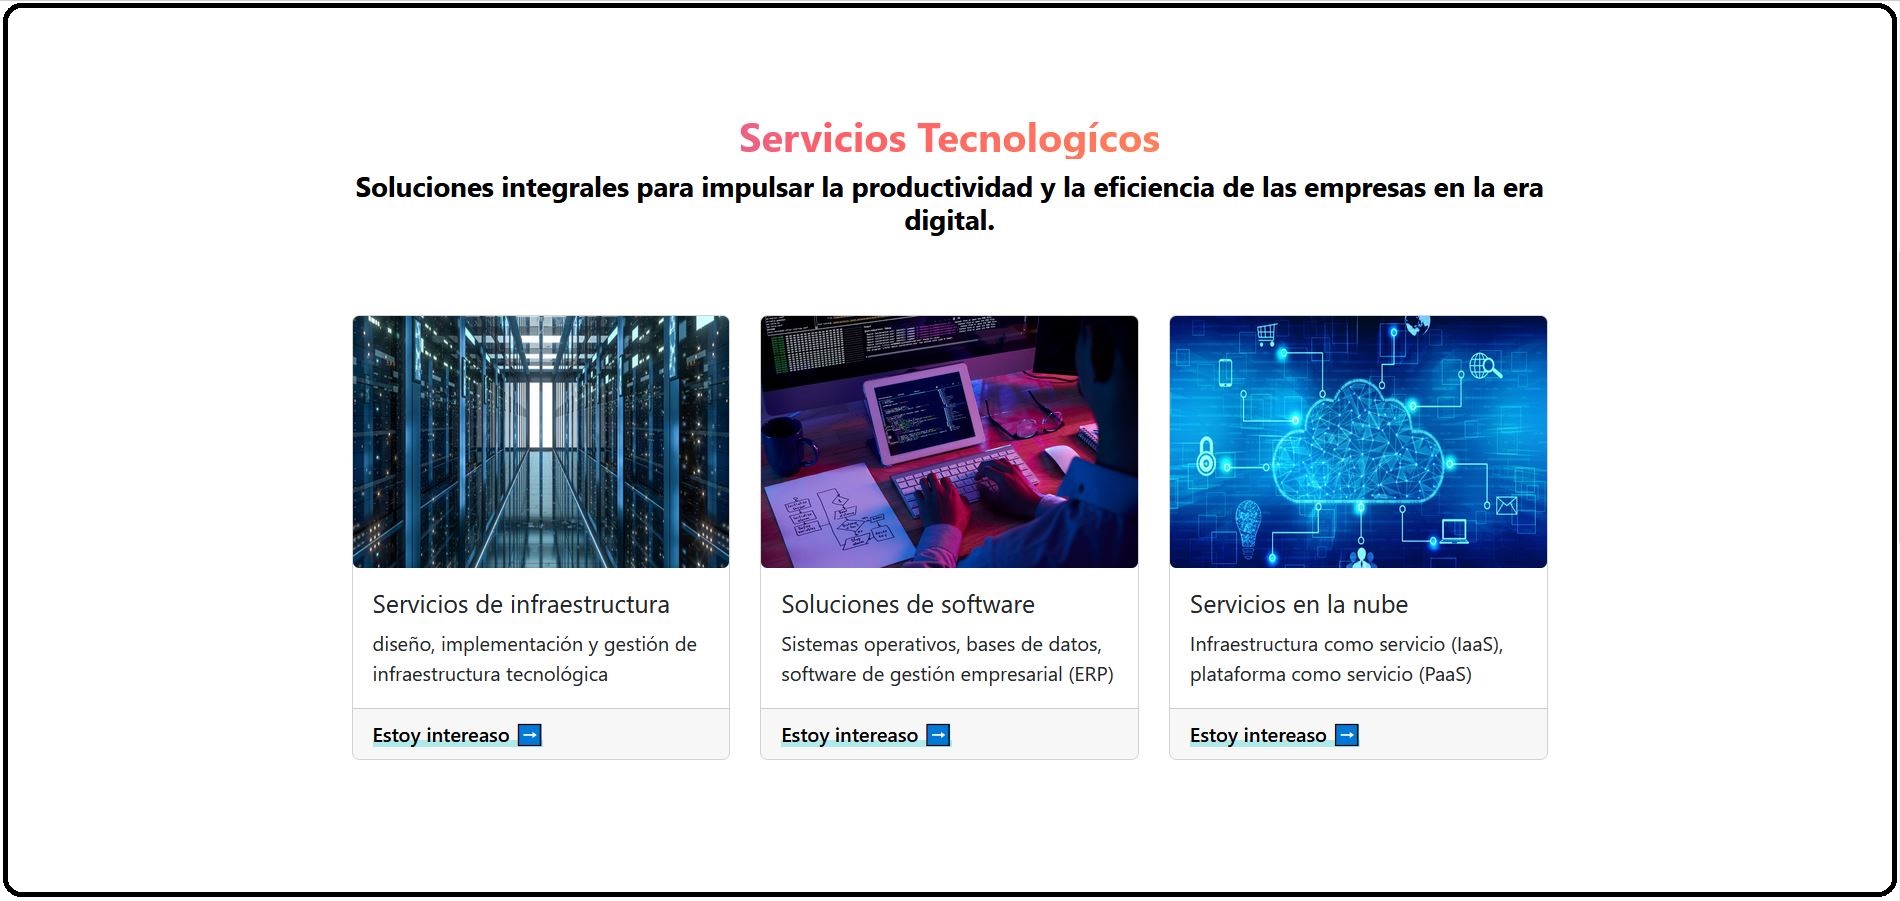 Servicios Tecnologícos
Soluciones integrales para impulsar la productividad y la eficiencia de las empresas en la era
digital.
Servicios de infraestructura
diseño, implementación y gestión de
infraestructura tecnológica
Estoy intereaso ➡
Soluciones de software
Sistemas operativos, bases de datos,
software de gestión empresarial (ERP)
Estoy intereaso ➡
Servicios en la nube
Infraestructura como servicio (IaaS),
plataforma como servicio (PaaS)
Estoy intereaso ➡